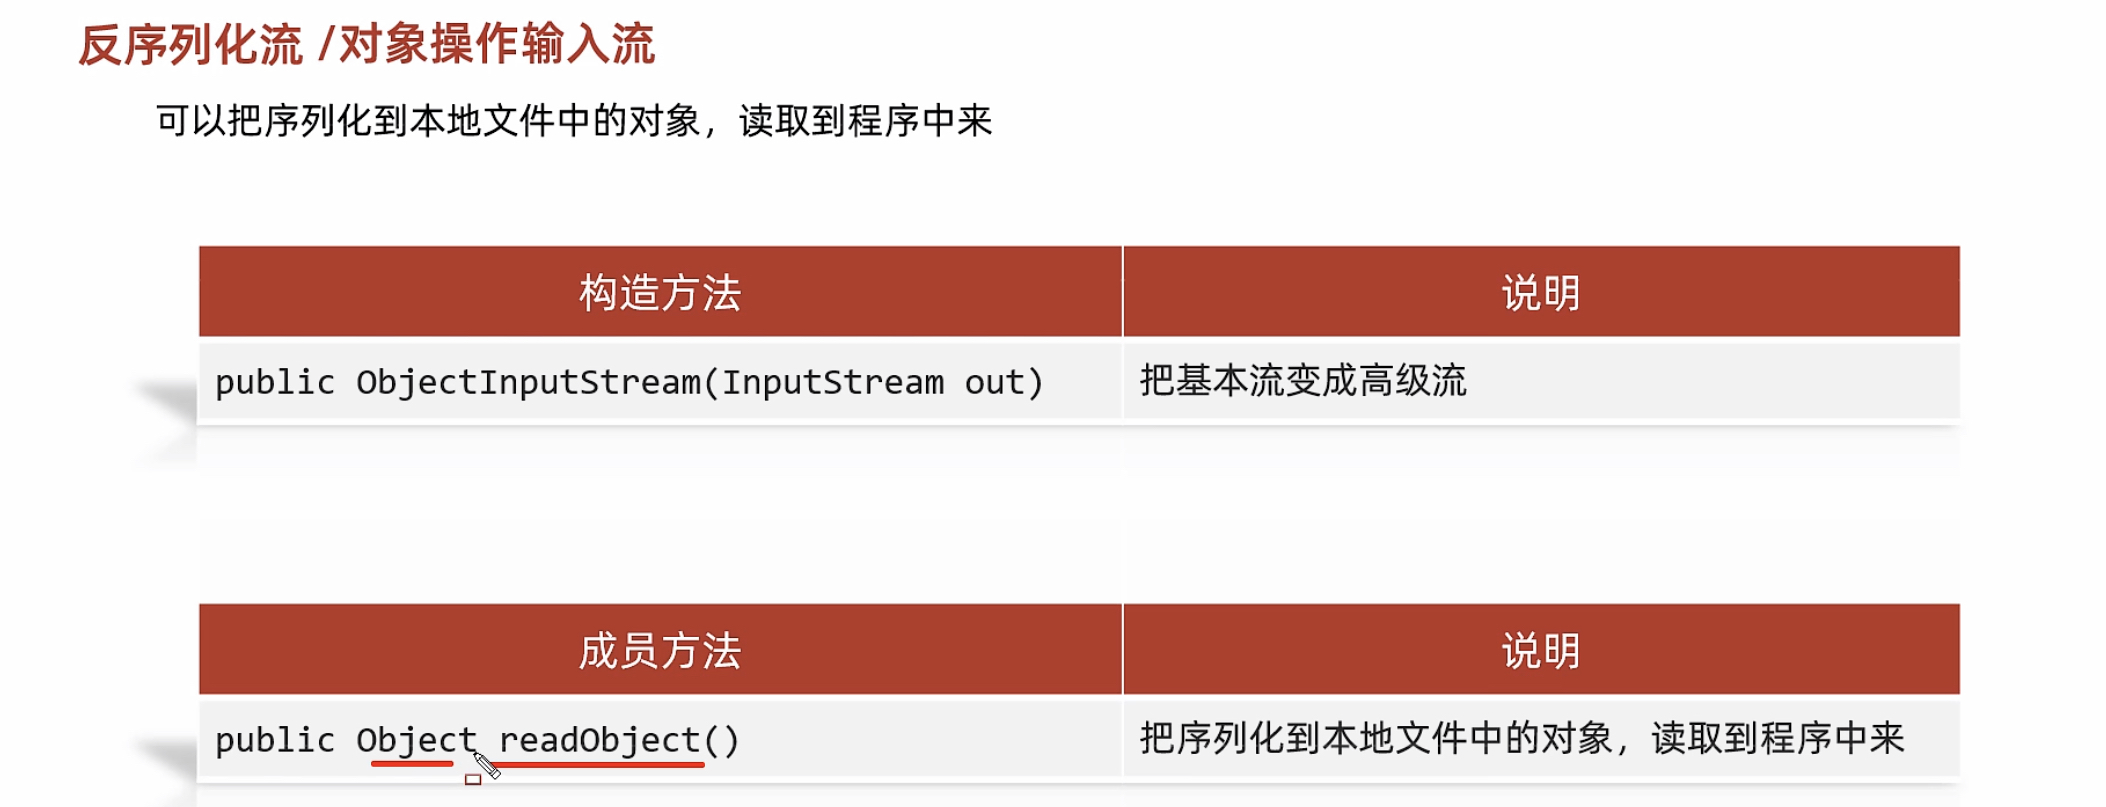 反序列化流 /对象操作输入流
可以把序列化到本地文件中的对象，读取到程序中来
构造方法 说明
public ObjectInputStream(InputStream out) 把基本流变成高级流
成员方法 说明
public Object readObject() 把序列化到本地文件中的对象，读取到程序中来